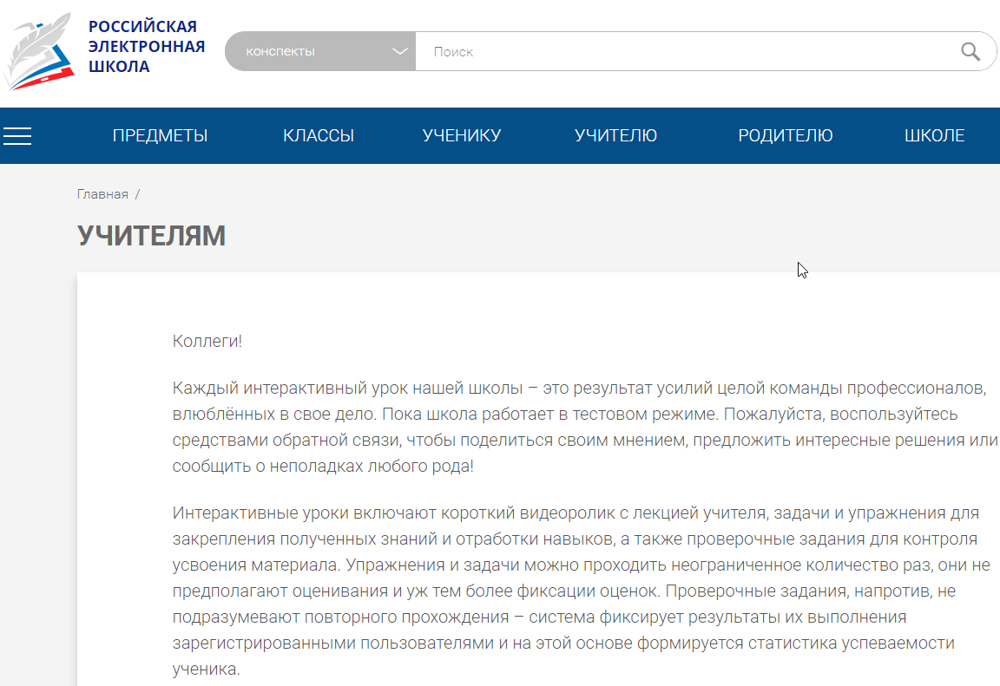 РОССИЙСКАЯ
ЭЛЕКТРОННАЯ
ШКОЛА
конспекты
Поиск
ПРЕДМЕТЫ КЛАССЫ УЧЕНИКУ УЧИТЕЛЮ РОДИТЕЛЮ ШКОЛЕ
Главная /
УЧИТЕЛЯМ
Коллеги!
Каждый интерактивный урок нашей школы – это результат усилий целой команды профессионалов,
влюблённых в свое дело. Пока школа работает в тестовом режиме. Пожалуйста, воспользуйтесь
средствами обратной связи, чтобы поделиться своим мнением, предложить интересные решения или
сообщить о неполадках любого рода!
Интерактивные уроки включают короткий видеоролик с лекцией учителя, задачи и упражнения для
закрепления полученных знаний и отработки навыков, а также проверочные задания для контроля
усвоения материала. Упражнения и задачи можно проходить неограниченное количество раз, они не
предполагают оценивания и уж тем более фиксации оценок. Проверочные задания, напротив, не
подразумевают повторного прохождения – система фиксирует результаты их выполнения
зарегистрированными пользователями и на этой основе формируется статистика успеваемости
ученика.